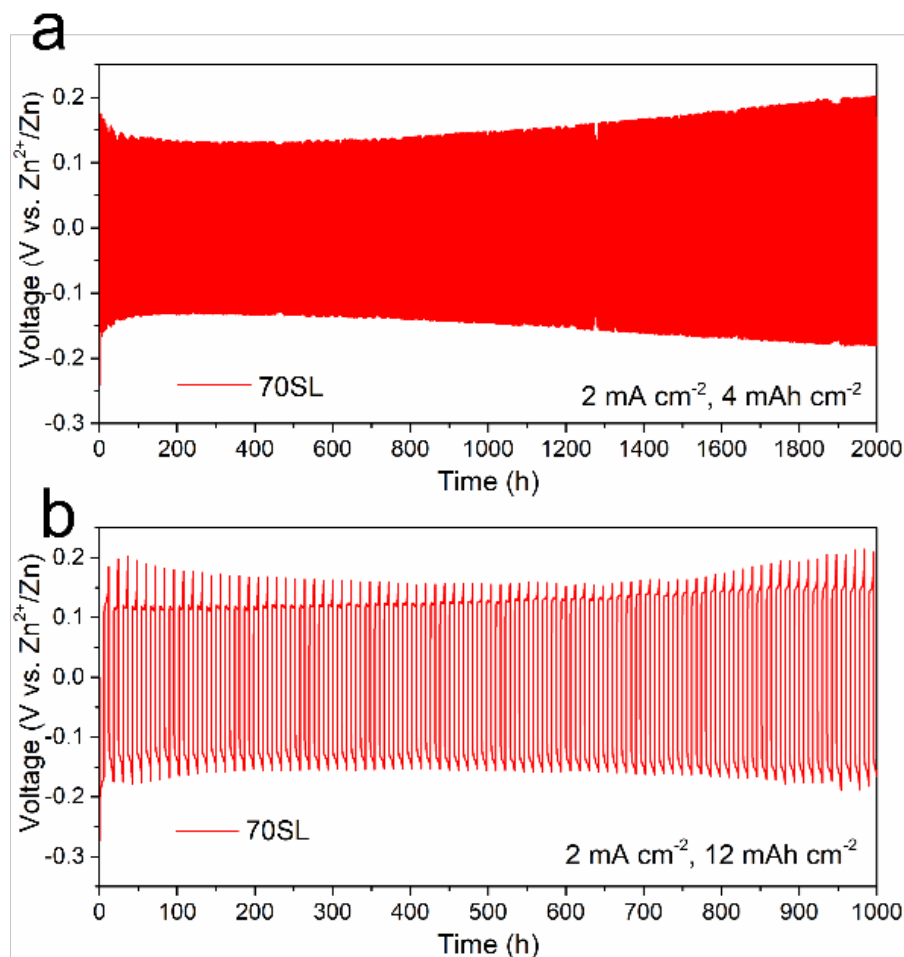 a
0.2
0.1
0.0
-0.1
-0.2
-0.3
Voltage (V vs. Zn²⁺/Zn)
70SL
2 mA cm⁻², 4 mAh cm⁻²
0 200 400 600 800 1000 1200 1400 1600 1800 2000
Time (h)
b
0.2
0.1
0.0
-0.1
-0.2
-0.3
Voltage (V vs. Zn²⁺/Zn)
70SL
2 mA cm⁻², 12 mAh cm⁻²
0 100 200 300 400 500 600 700 800 900 1000
Time (h)